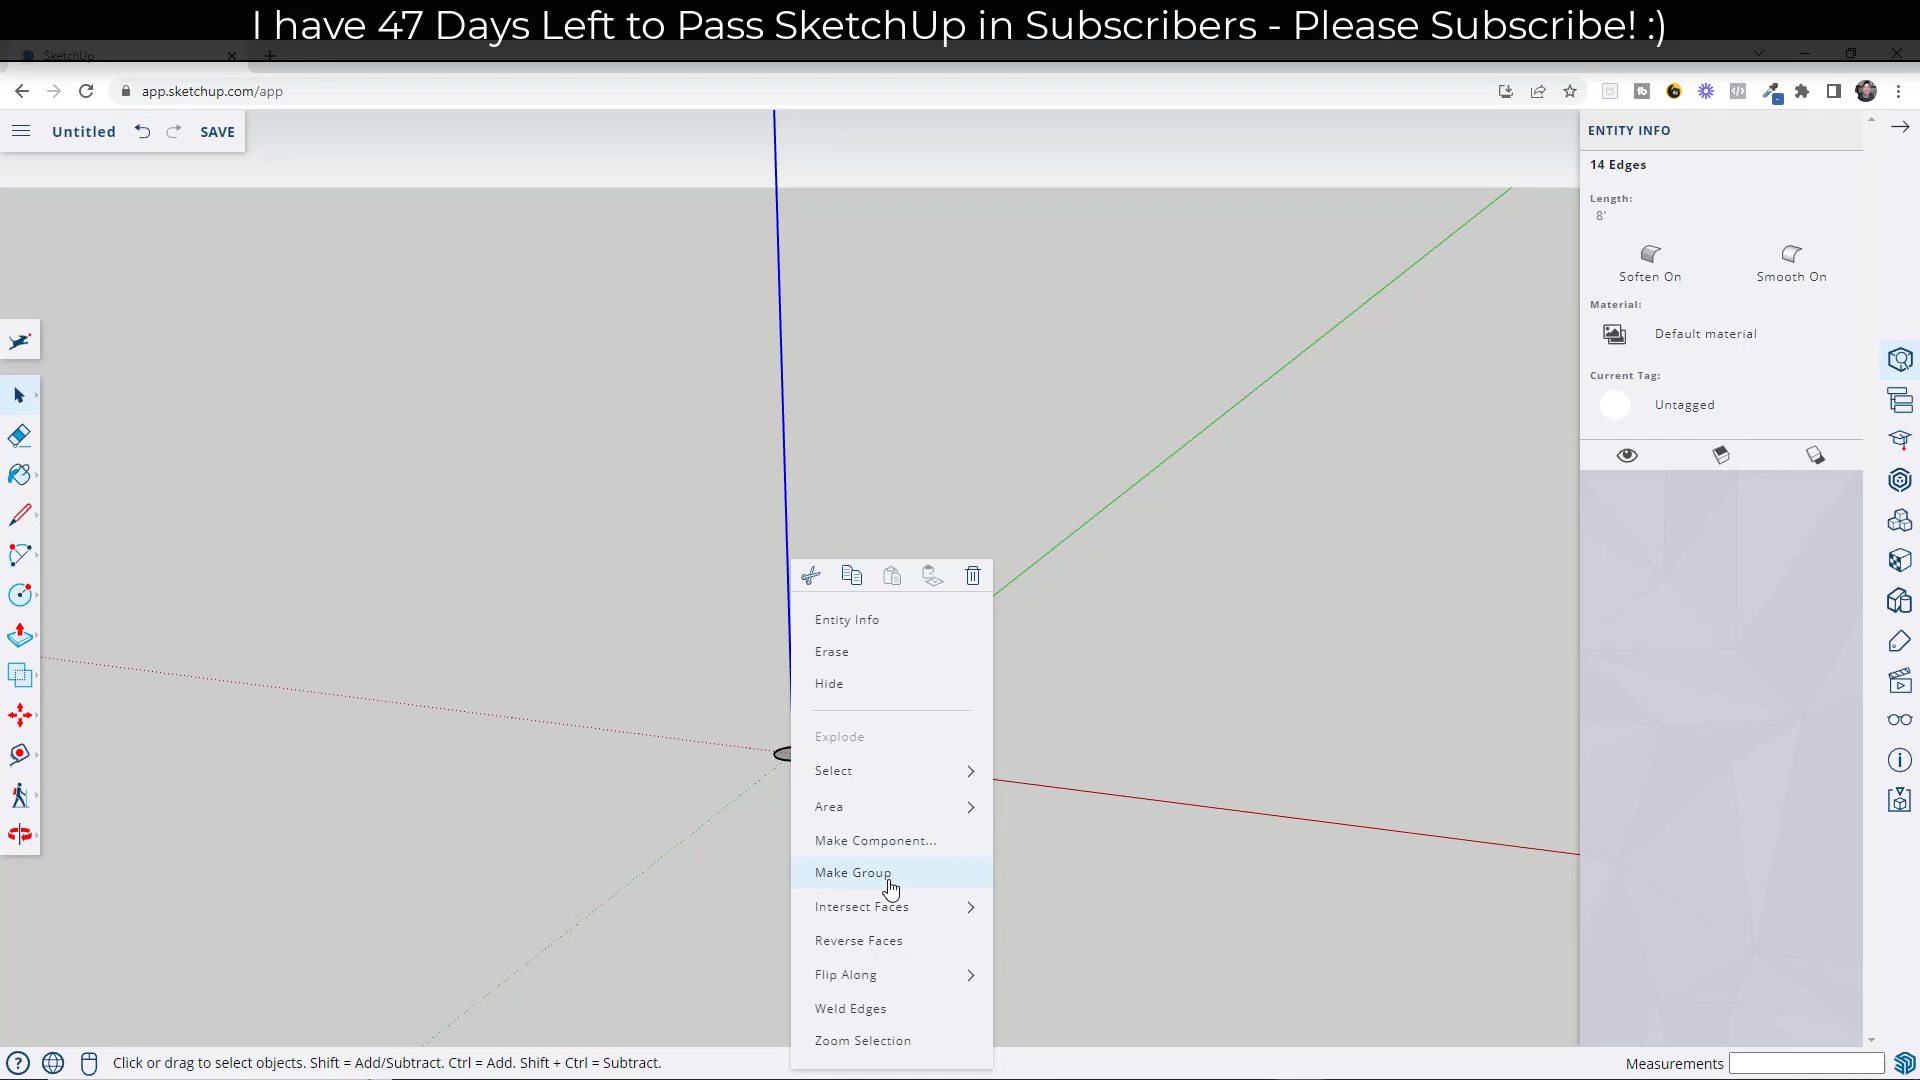 I have 47 Days Left to Pass SketchUp in Subscribers - Please Subscribe! :)
SketchUp
app.sketchup.com/app
Untitled
SAVE
ENTITY INFO
14 Edges
Length:
8'
Soften On
Smooth On
Material:
Default material
Current Tag:
Untagged
Entity Info
Erase
Hide
Explode
Select
Area
Make Component...
Make Group
Intersect Faces
Reverse Faces
Flip Along
Weld Edges
Zoom Selection
Click or drag to select objects. Shift = Add/Subtract. Ctrl = Add. Shift + Ctrl = Subtract.
Measurements